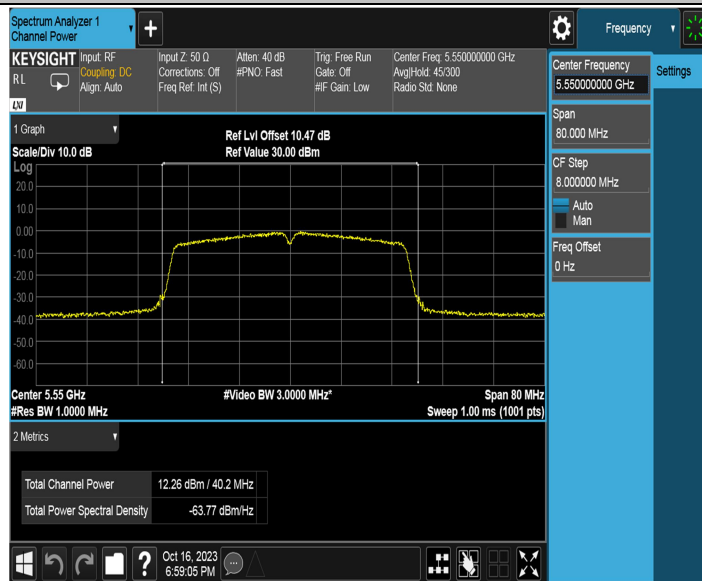 Spectrum Analyzer 1
Channel Power
Frequency
KEYSIGHT
RL
LXI
Input: RF
Coupling: DC
Align: Auto
Input Z: 50 Ω
Corrections: Off
Freq Ref: Int (S)
Atten: 40 dB
#PNO: Fast
Trig: Free Run
Gate: Off
#IF Gain: Low
Center Freq: 5.550000000 GHz
Avg|Hold: 45/300
Radio Std: None
Center Frequency
5.550000000 GHz
Settings
Span
80.000 MHz
CF Step
8.000000 MHz
Auto
Man
Freq Offset
0 Hz
1 Graph
Scale/Div 10.0 dB
Ref Lvl Offset 10.47 dB
Ref Value 30.00 dBm
Log
20.0
10.0
0.00
-10.0
-20.0
-30.0
-40.0
-50.0
-60.0
Center 5.55 GHz
#Res BW 1.0000 MHz
#Video BW 3.0000 MHz*
Span 80 MHz
Sweep 1.00 ms (1001 pts)
2 Metrics
Total Channel Power 12.26 dBm / 40.2 MHz
Total Power Spectral Density -63.77 dBm/Hz
Oct 16, 2023
6:59:05 PM